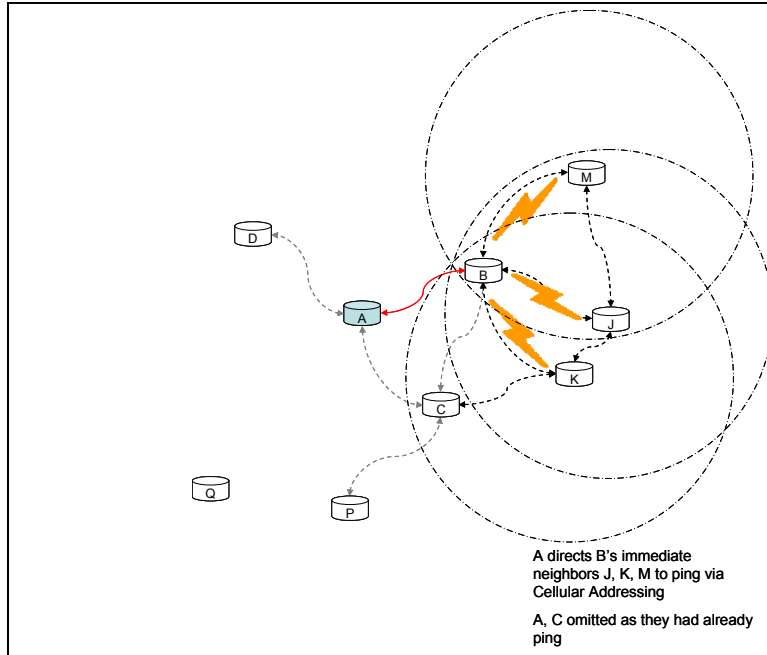 M
D
B
A
J
K
C
Q
P
A directs B's immediate
neighbors J, K, M to ping via
Cellular Addressing
A, C omitted as they had already
ping